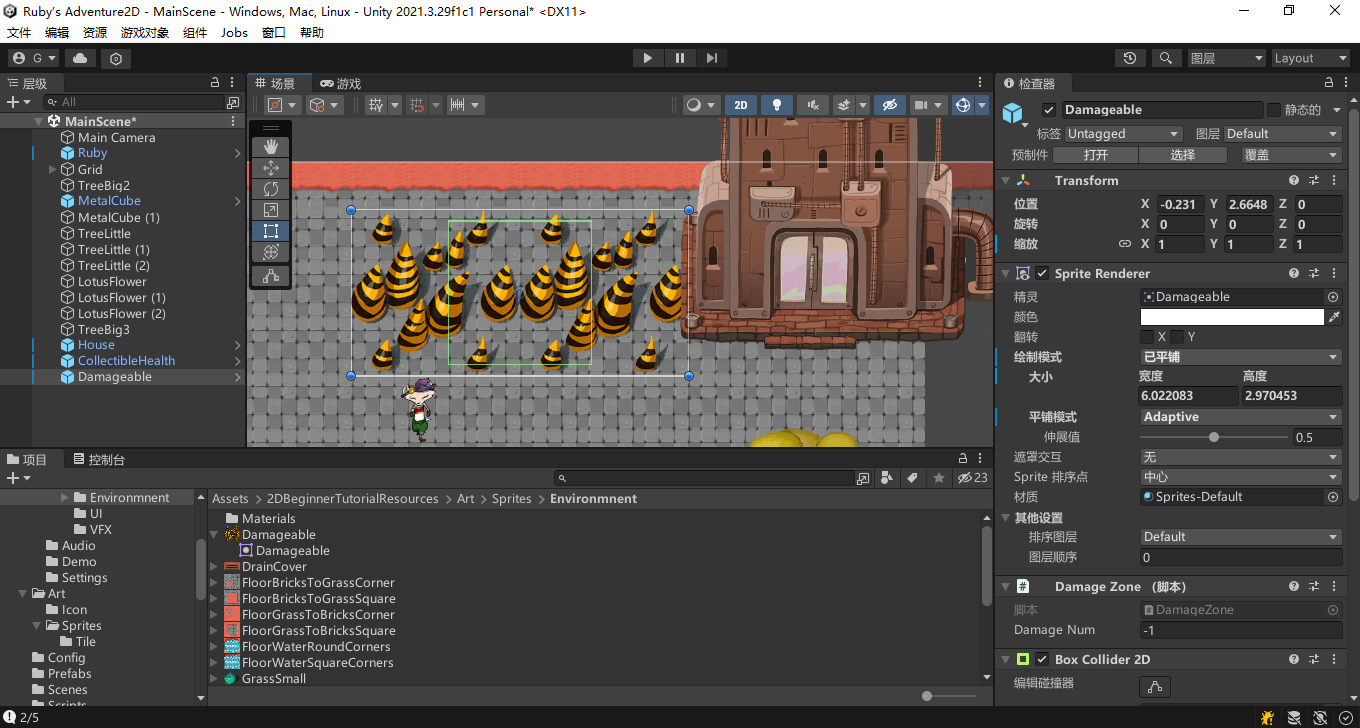 Ruby's Adventure2D - MainScene - Windows, Mac, Linux - Unity 2021.3.29f1c1 Personal* <DX11>
文件 编辑 资源 游戏对象 组件 Jobs 窗口 帮助
G 图层 Layout
层级
All
MainScene*
Main Camera
Ruby
Grid
TreeBig2
MetalCube
MetalCube (1)
TreeLittle
TreeLittle (1)
TreeLittle (2)
LotusFlower
LotusFlower (1)
LotusFlower (2)
TreeBig3
House
CollectibleHealth
Damageable
场景 游戏
2D
检查器
Damageable 静态的
标签 Untagged 图层 Default
预制件 打开 选择 覆盖
Transform
位置 X -0.231 Y 2.6648 Z 0
旋转 X 0 Y 0 Z 0
缩放 X 1 Y 1 Z 1
Sprite Renderer
精灵 Damageable
颜色
翻转 X Y
绘制模式 已平铺
大小 宽度 高度
6.022083 2.970453
平铺模式 Adaptive
伸展值 0.5
遮罩交互 无
Sprite 排序点 中心
材质 Sprites-Default
其他设置
排序图层 Default
图层顺序 0
Damage Zone （脚本）
脚本 DamageZone
Damage Num -1
Box Collider 2D
编辑碰撞器
项目 控制台
23
Environmnent
UI
VFX
Audio
Demo
Settings
Art
Icon
Sprites
Tile
Config
Prefabs
Scenes
Scripts
Assets > 2DBeginnerTutorialResources > Art > Sprites > Environmnent
Materials
Damageable
Damageable
DrainCover
FloorBricksToGrassCorner
FloorBricksToGrassSquare
FloorGrassToBricksCorner
FloorGrassToBricksSquare
FloorWaterRoundCorners
FloorWaterSquareCorners
GrassSmall
2/5